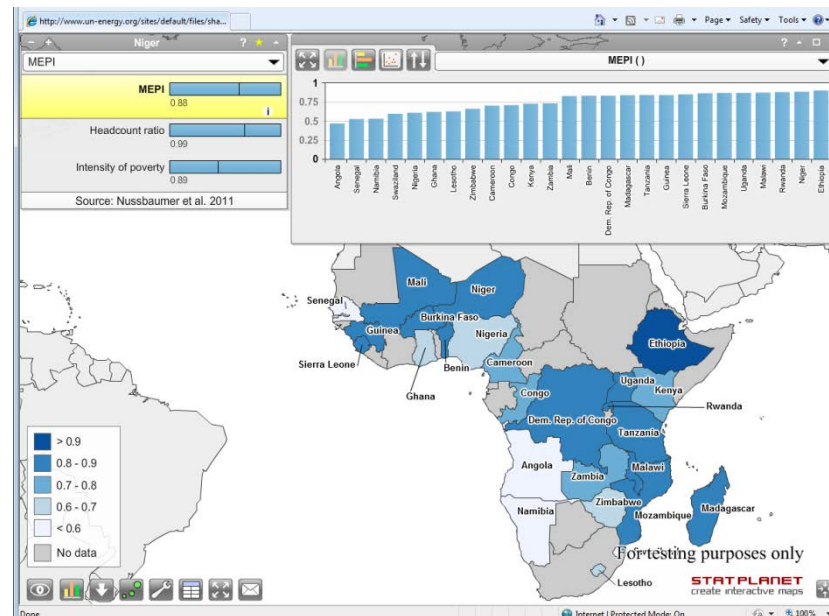 http://www.un-energy.org/sites/default/files/sha...
Page Safety Tools
Niger
MEPI
MEPI
0.88
Headcount ratio
0.99
Intensity of poverty
0.89
Source: Nussbaumer et al. 2011
MEPI ( )
1
0.75
0.5
0.25
0
Angola
Senegal
Namibia
Swaziland
Nigeria
Ghana
Lesotho
Zimbabwe
Cameroon
Congo
Kenya
Zambia
Mali
Benin
Dem. Rep. of Congo
Madagascar
Tanzania
Guinea
Sierra Leone
Burkina Faso
Mozambique
Uganda
Malawi
Rwanda
Niger
Ethiopia
Mali
Niger
Senegal
Burkina Faso
Guinea
Nigeria
Ethiopia
Sierra Leone
Benin
Cameroon
Ghana
Uganda
Kenya
Congo
Rwanda
Dem. Rep. of Congo
Tanzania
Angola
Malawi
Zambia
Zimbabwe
Madagascar
Namibia
Mozambique
Lesotho
> 0.9
0.8 - 0.9
0.7 - 0.8
0.6 - 0.7
< 0.6
No data
For testing purposes only
STATPLANET
create interactive maps
Done
Internet | Protected Mode: On
100%